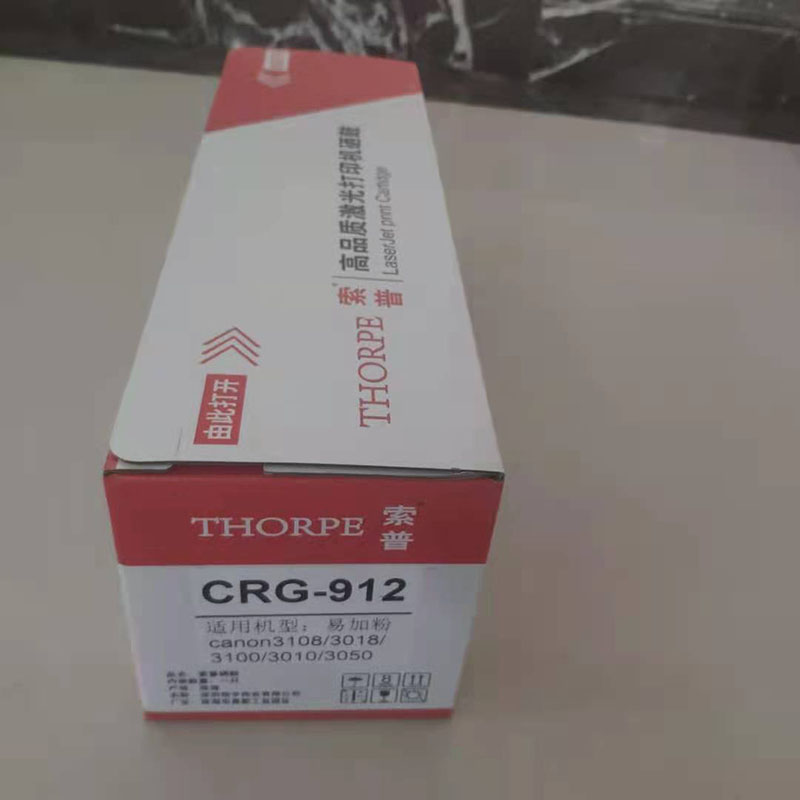 高品质激光打印机硒鼓
LaserJet print Cartridge
THORPE 索普
由此打开
THORPE 索普
CRG-912
适用机型：易加粉
canon3108/3018/
3100/3010/3050